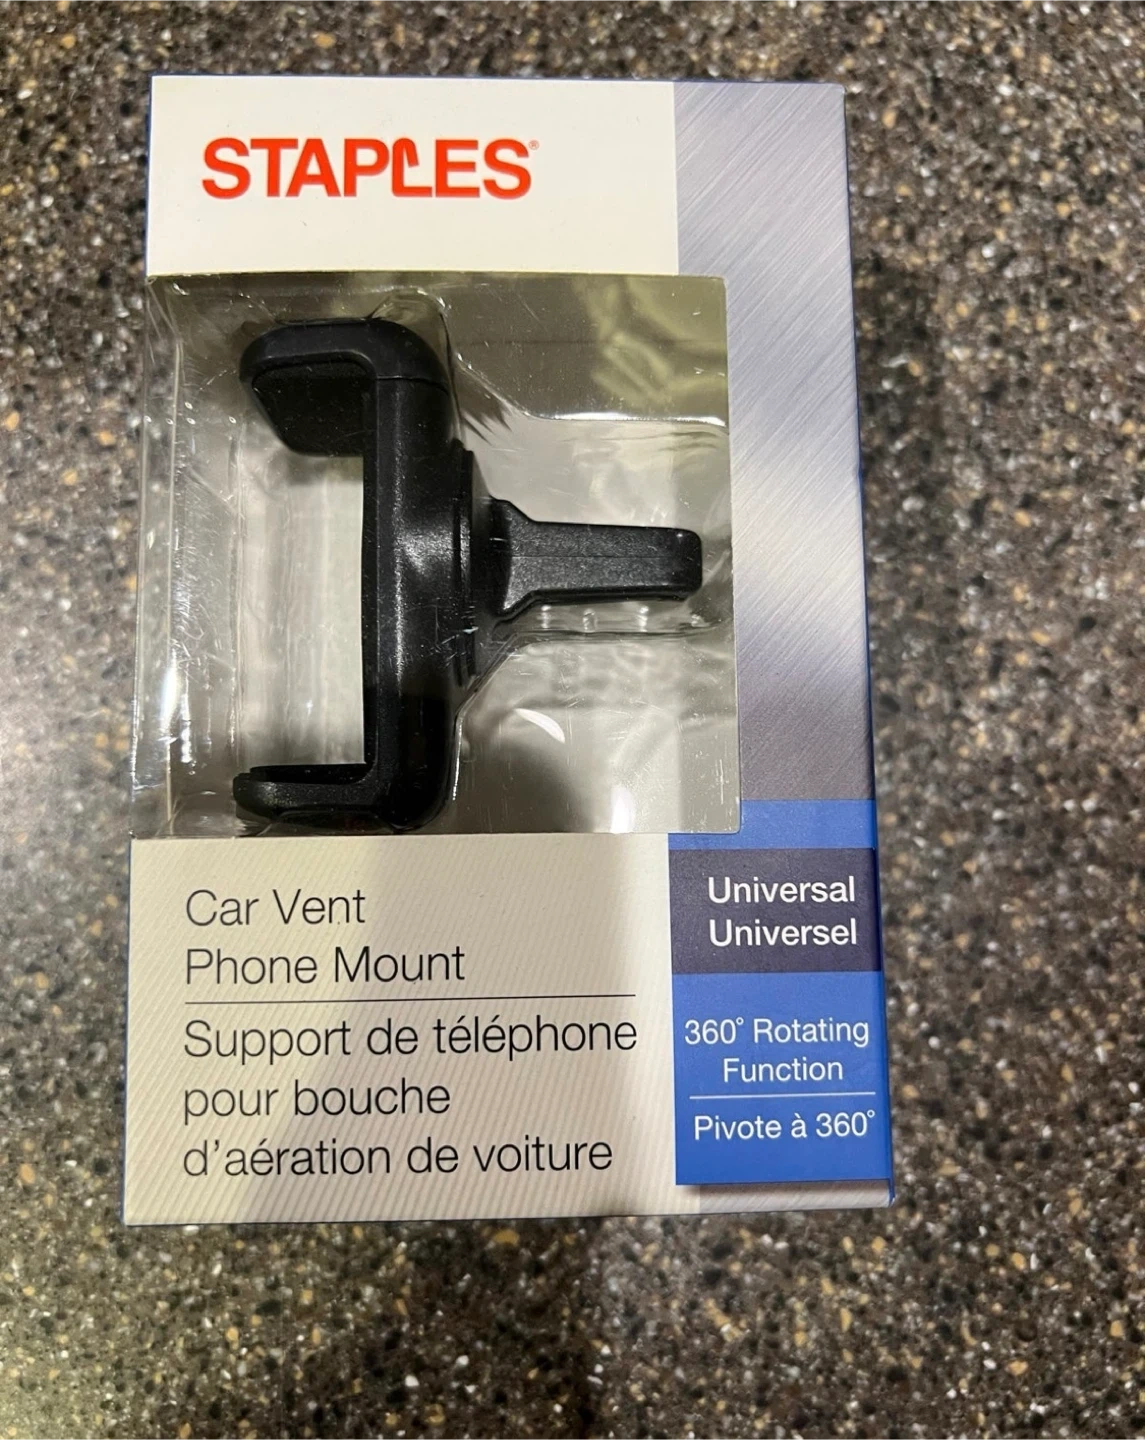 STAPLES®
Car Vent
Phone Mount
Support de téléphone
pour bouche
d'aération de voiture
Universal
Universel
360° Rotating
Function
Pivote à 360°